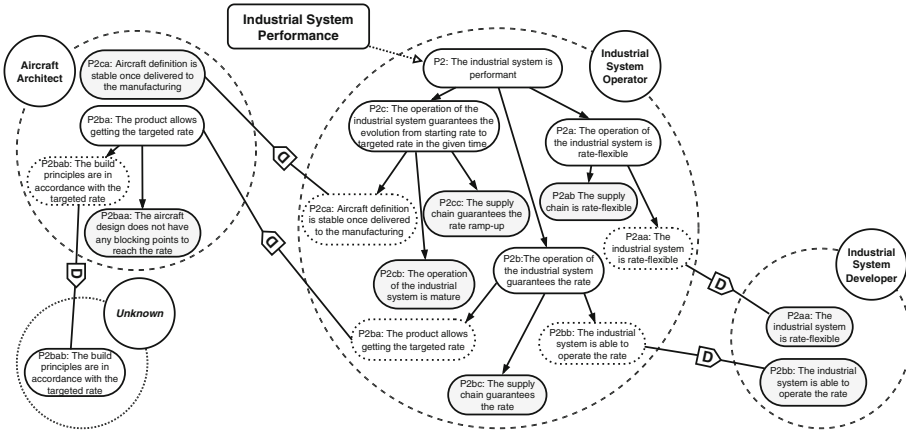 Industrial System
Performance
Aircraft
Architect
P2ca: Aircraft definition is
stable once delivered to
the manufacturing
P2ba: The product allows
getting the targeted rate
P2bab: The build
principles are in
accordance with the
targeted rate
P2baa: The aircraft
design does not have
any blocking points to
reach the rate
D
Unknown
P2bab: The build
principles are in
accordance with the
targeted rate
D
D
Industrial
System
Operator
P2: The industrial system is
performant
P2c: The operation of the
industrial system guarantees the
evolution from starting rate to
targeted rate in the given time
P2a: The operation of
the industrial system is
rate-flexible
P2ca: Aircraft definition
is stable once delivered
to the manufacturing
P2cc: The supply
chain guarantees the
rate ramp-up
P2ab The supply
chain is rate-flexible
P2aa: The
industrial system
is rate-flexible
P2cb: The operation
of the industrial
system is mature
P2b:The operation of
the industrial system
guarantees the rate
P2ba: The product allows
getting the targeted rate
P2bb: The industrial
system is able to
operate the rate
P2bc: The supply
chain guarantees
the rate
D
D
Industrial
System
Developer
P2aa: The
industrial system
is rate-flexible
P2bb: The industrial
system is able to
operate the rate